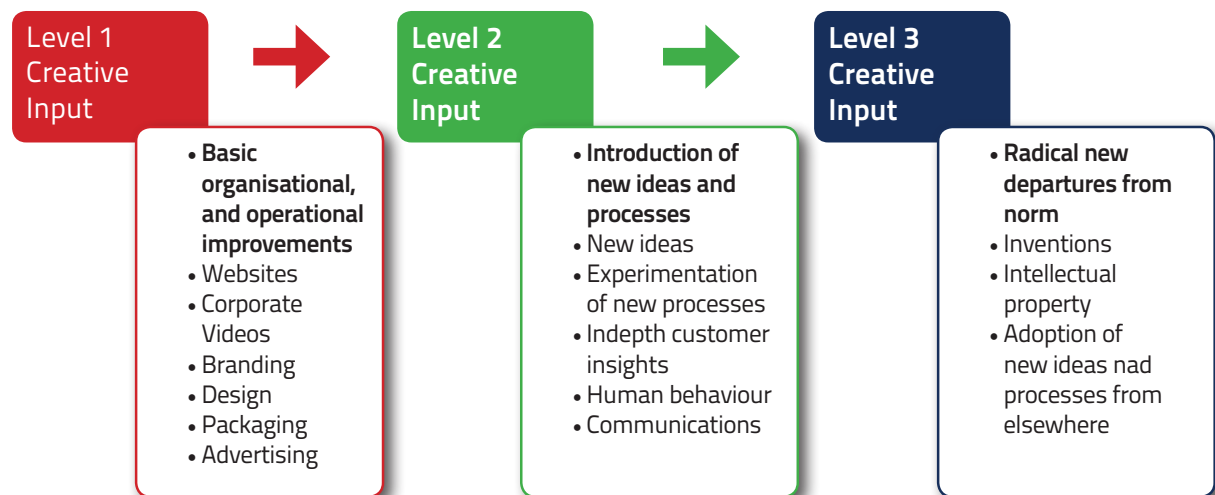 Level 1
Creative
Input
• Basic
organisational,
and operational
improvements
• Websites
• Corporate
Videos
• Branding
• Design
• Packaging
• Advertising
Level 2
Creative
Input
• Introduction of
new ideas and
processes
• New ideas
• Experimentation
of new processes
• Indepth customer
insights
• Human behaviour
• Communications
Level 3
Creative
Input
• Radical new
departures from
norm
• Inventions
• Intellectual
property
• Adoption of
new ideas nad
processes from
elsewhere